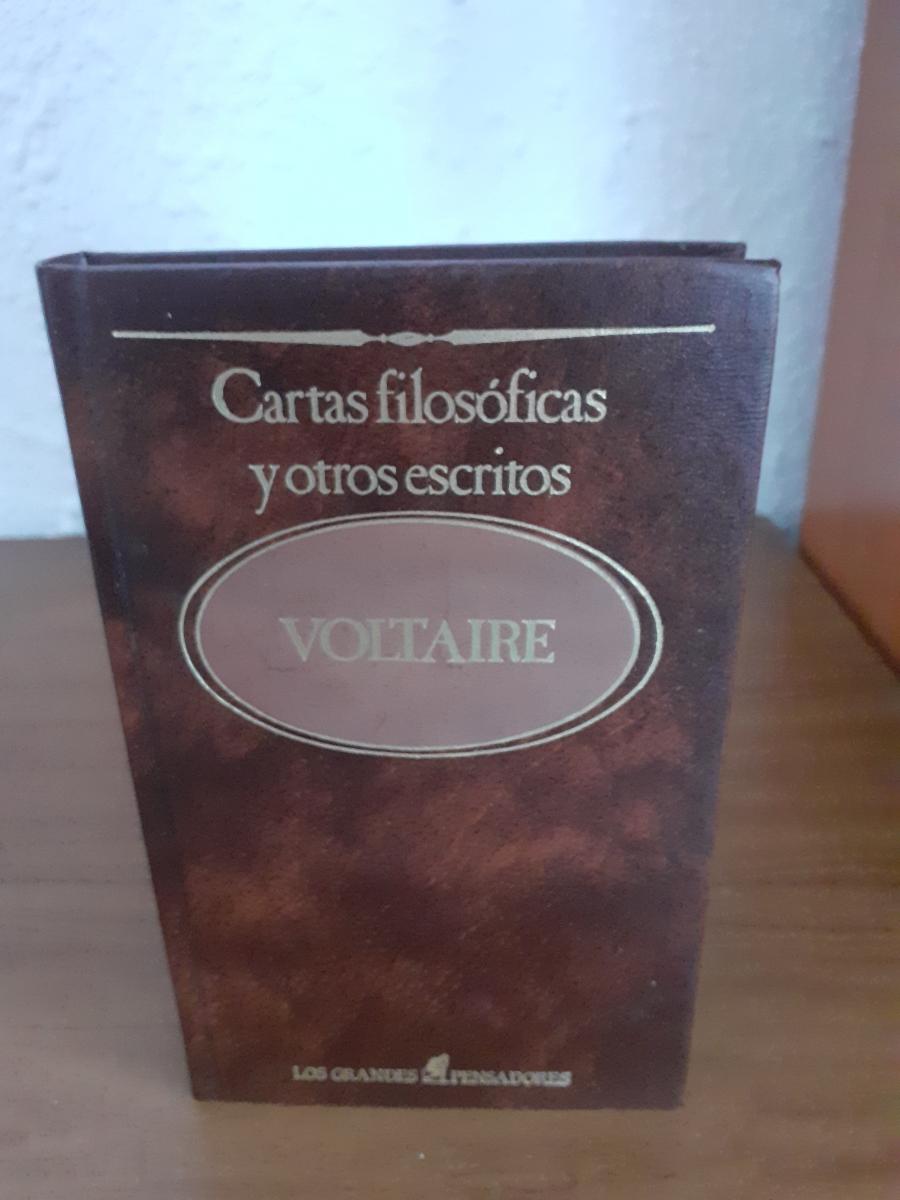 Cartas filosóficas
y otros escritos
VOLTAIRE
LOS GRANDES PENSADORES